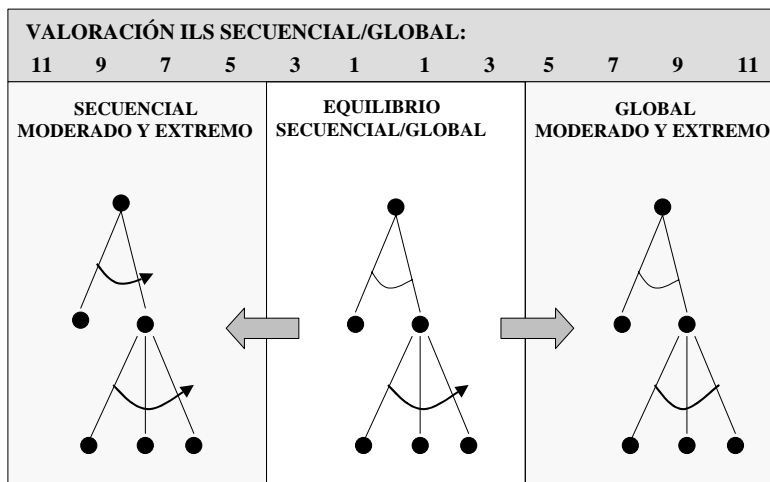 VALORACIÓN ILS SECUENCIAL/GLOBAL:
11 9 7 5 3 1 1 3 5 7 9 11
SECUENCIAL
MODERADO Y EXTREMO
EQUILIBRIO
SECUENCIAL/GLOBAL
GLOBAL
MODERADO Y EXTREMO